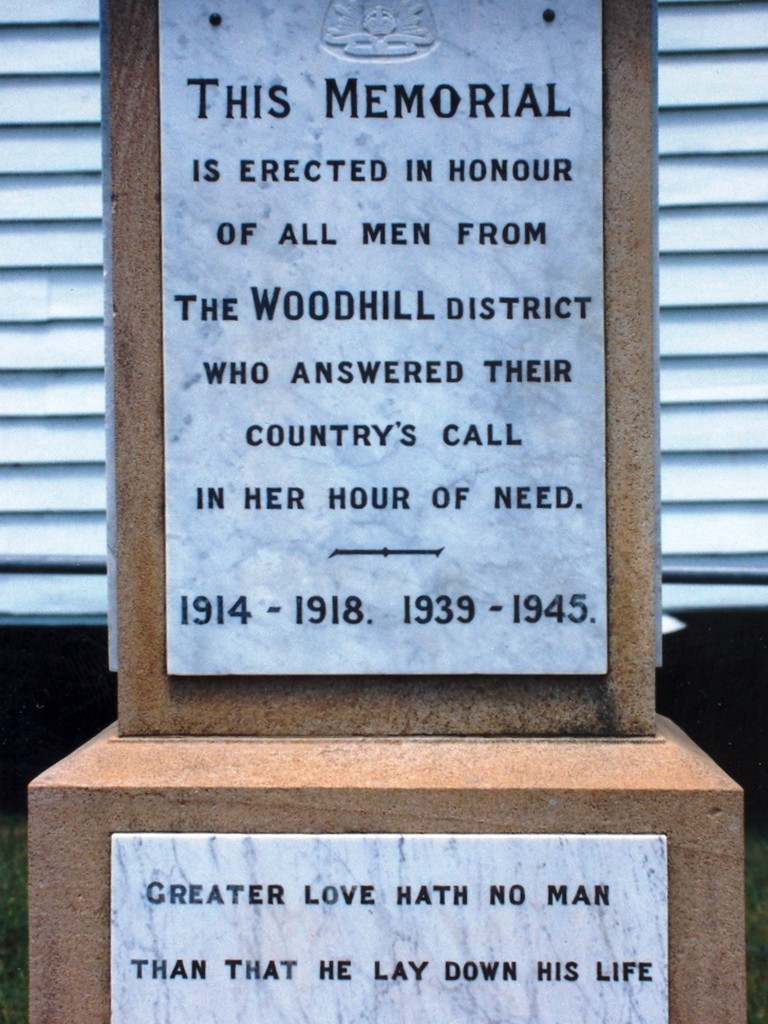 THIS MEMORIAL
IS ERECTED IN HONOUR
OF ALL MEN FROM
THE WOODHILL DISTRICT
WHO ANSWERED THEIR
COUNTRY'S CALL
IN HER HOUR OF NEED.
1914 - 1918. 1939 - 1945.
GREATER LOVE HATH NO MAN
THAN THAT HE LAY DOWN HIS LIFE